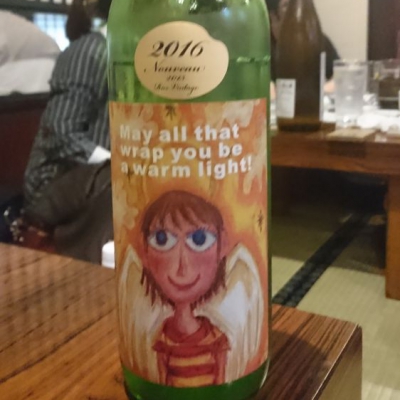 2016
Nouveau
May all that
wrap you be
a warm light!